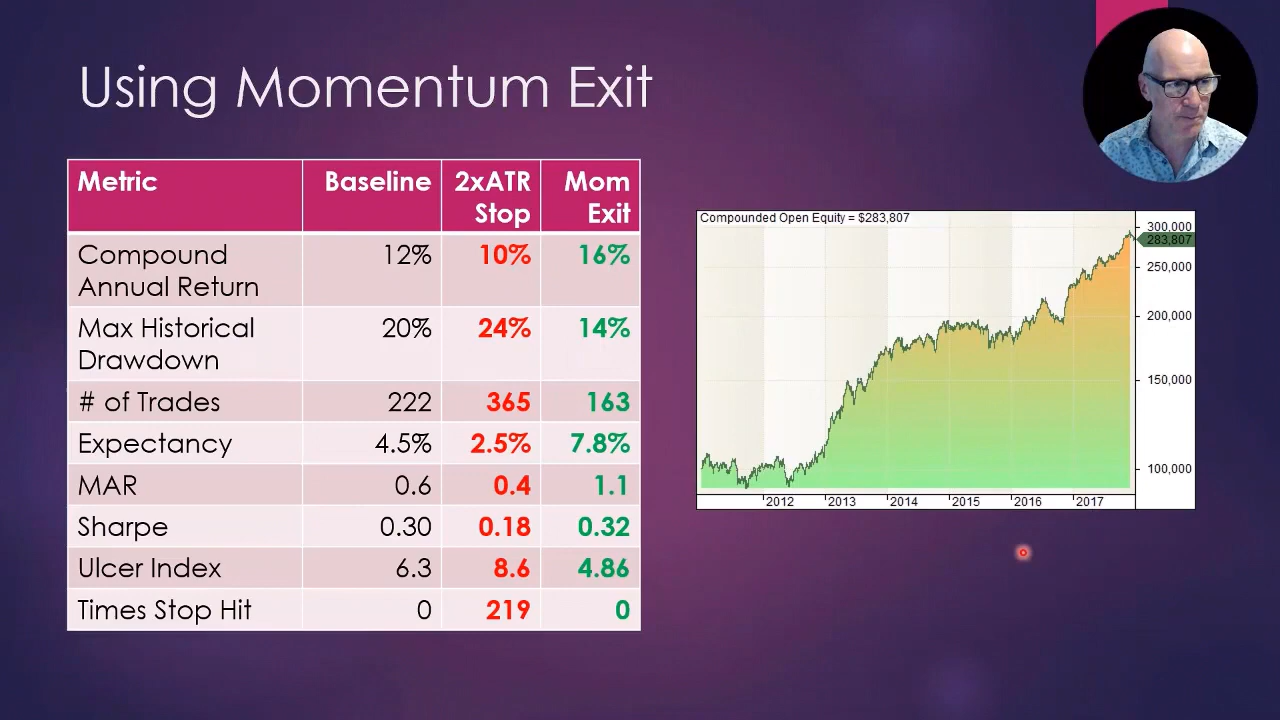 Using Momentum Exit
Metric Baseline 2xATR Stop Mom Exit
Compound Annual Return 12% 10% 16%
Max Historical Drawdown 20% 24% 14%
# of Trades 222 365 163
Expectancy 4.5% 2.5% 7.8%
MAR 0.6 0.4 1.1
Sharpe 0.30 0.18 0.32
Ulcer Index 6.3 8.6 4.86
Times Stop Hit 0 219 0
Compounded Open Equity = $283,807
300,000
283,807
250,000
200,000
150,000
100,000
2012 2013 2014 2015 2016 2017